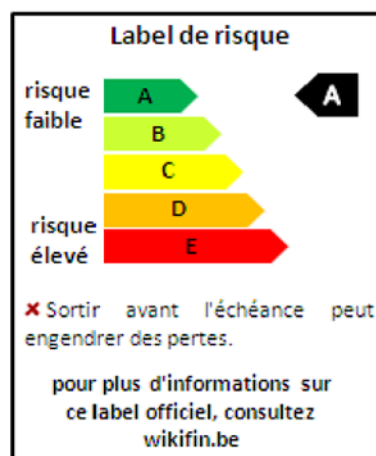 Label de risque
risque
faible
A
A
B
C
D
risque
élevé
E
✘ Sortir avant l'échéance peut
engendrer des pertes.
pour plus d'informations sur
ce label officiel, consultez
wikifin.be